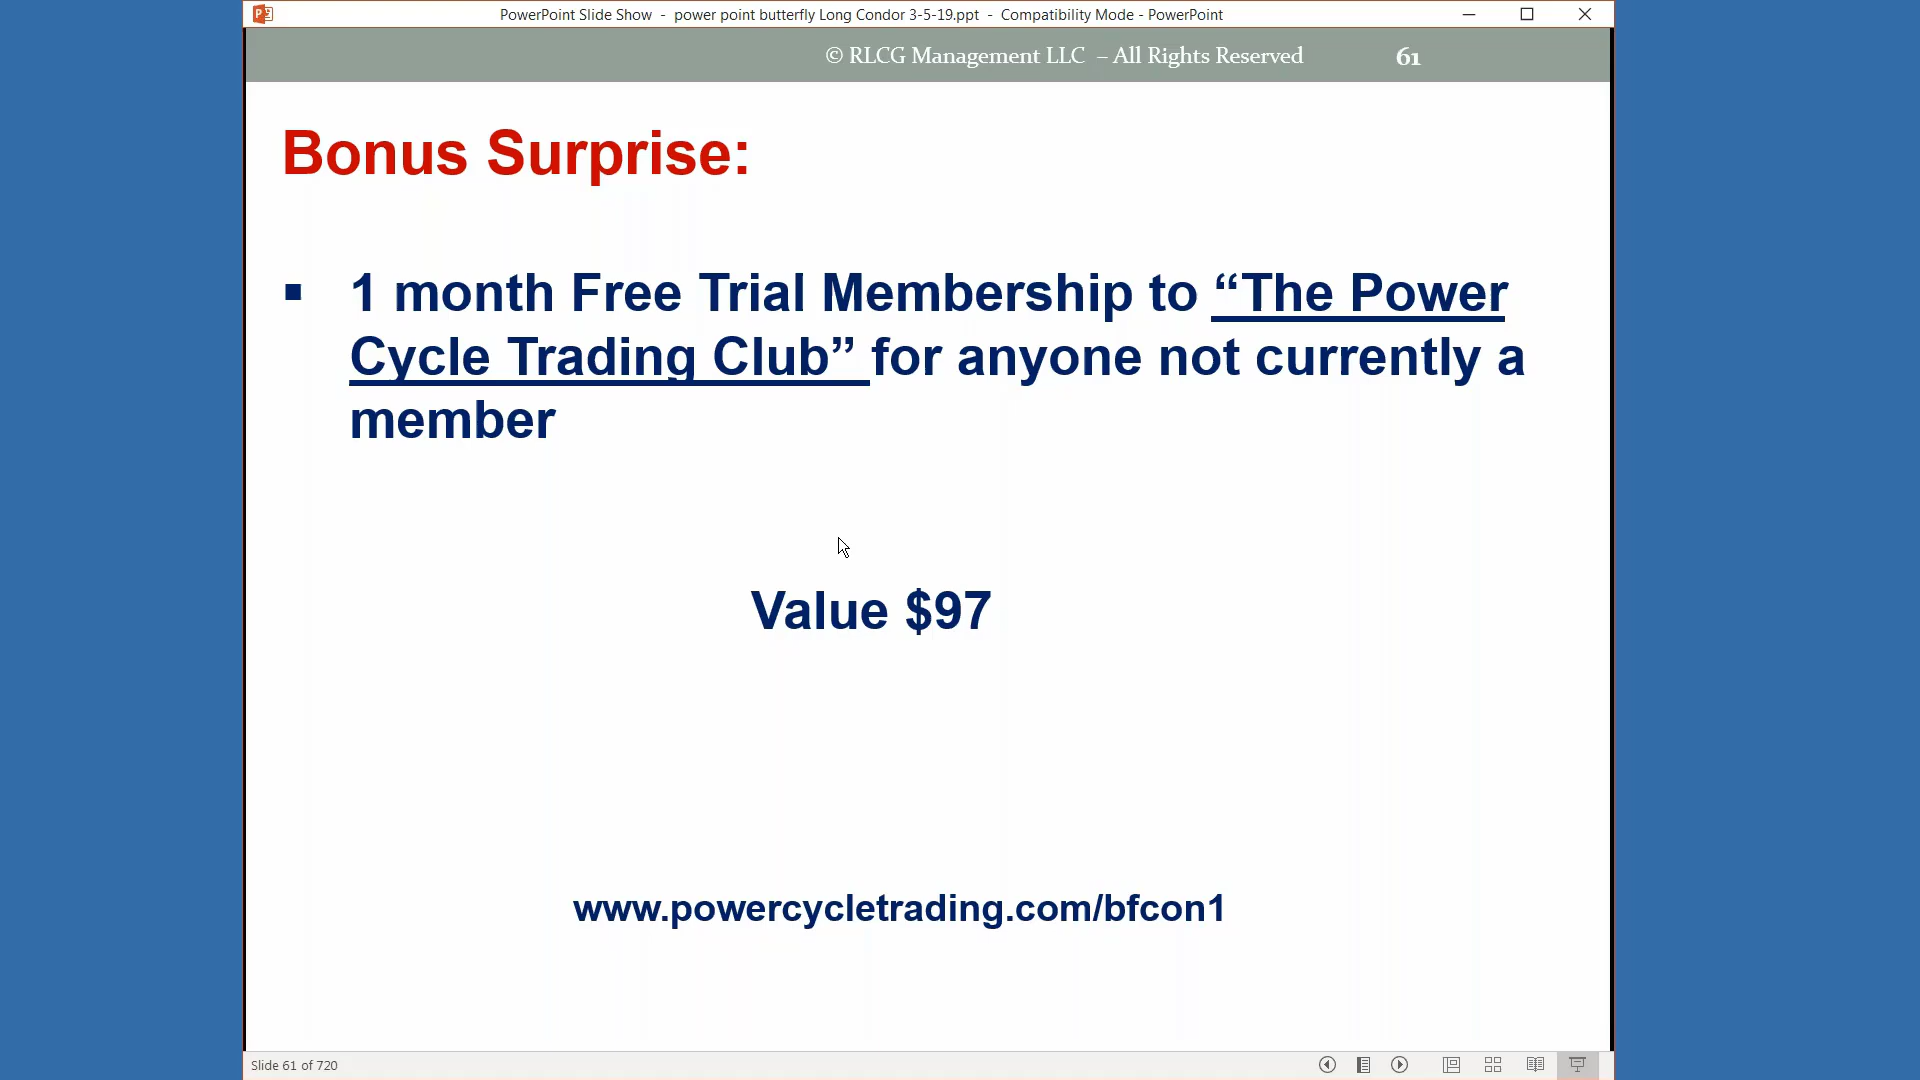 PowerPoint Slide Show - power point butterfly Long Condor 3-5-19.ppt - Compatibility Mode - PowerPoint
© RLCG Management LLC – All Rights Reserved 61
Bonus Surprise:
▪ 1 month Free Trial Membership to “The Power
Cycle Trading Club” for anyone not currently a
member
Value $97
www.powercycletrading.com/bfcon1
Slide 61 of 720